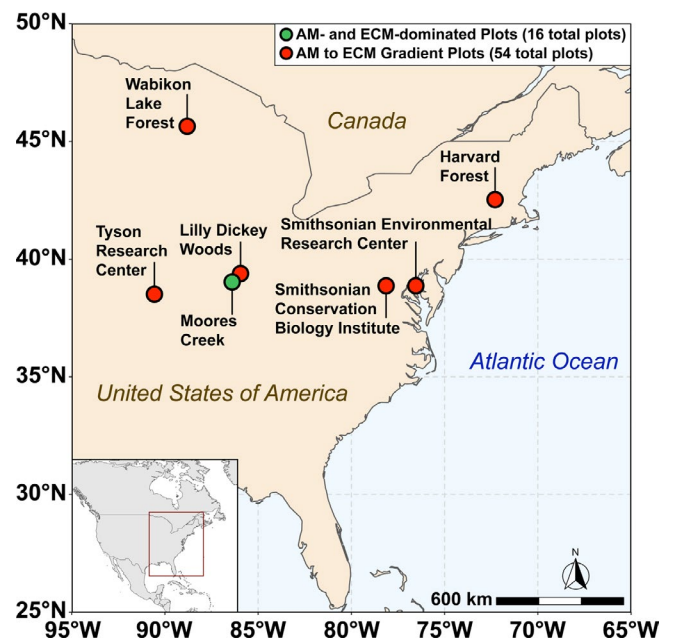 50°N
45°N
40°N
35°N
30°N
25°N
AM- and ECM-dominated Plots (16 total plots)
AM to ECM Gradient Plots (54 total plots)
Wabikon
Lake
Forest
Canada
Harvard
Forest
Tyson
Research
Center
Lilly Dickey
Woods
Smithsonian Environmental
Research Center
Moores
Creek
Smithsonian
Conservation
Biology Institute
Atlantic Ocean
United States of America
N
600 km
95°W 90°W 85°W 80°W 75°W 70°W 65°W